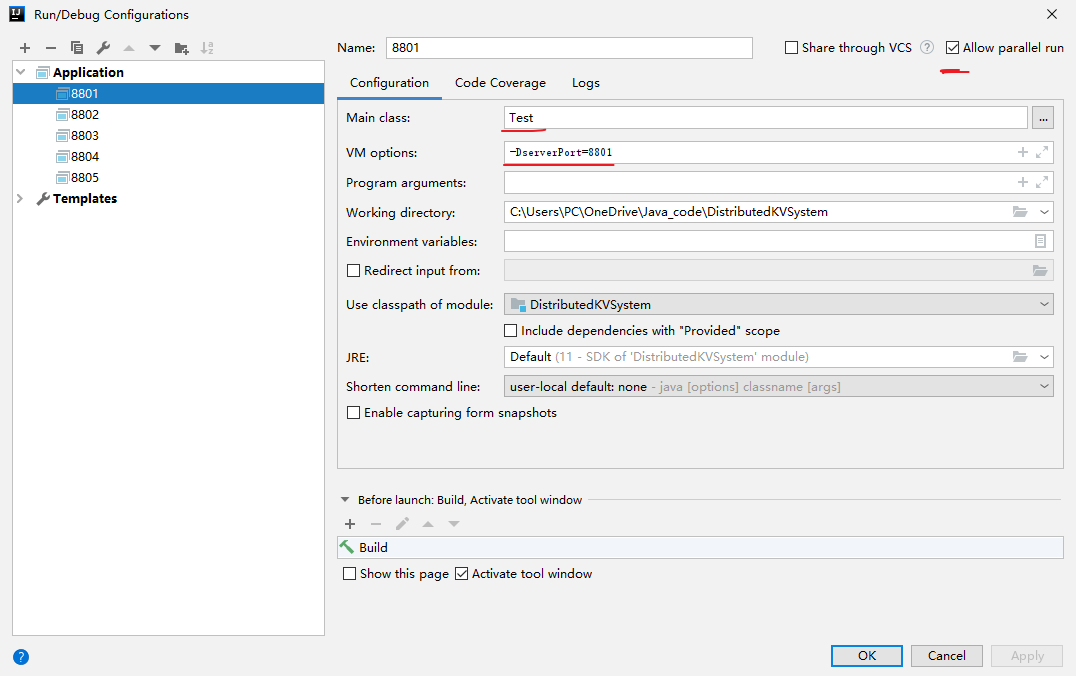 Run/Debug Configurations
Name: 8801
Share through VCS ? Allow parallel run
Application
8801
8802
8803
8804
8805
Templates
Configuration Code Coverage Logs
Main class: Test ...
VM options: -DserverPort=8801
Program arguments:
Working directory: C:\Users\PC\OneDrive\Java_code\DistributedKVSystem
Environment variables:
Redirect input from:
Use classpath of module: DistributedKVSystem
Include dependencies with "Provided" scope
JRE: Default (11 - SDK of 'DistributedKVSystem' module)
Shorten command line: user-local default: none - java [options] classname [args]
Enable capturing form snapshots
Before launch: Build, Activate tool window
Build
Show this page Activate tool window
? OK Cancel Apply